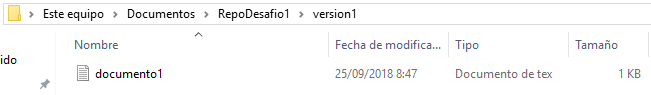 Este equipo > Documentos > RepoDesafio1 > version1
Nombre Fecha de modifica... Tipo Tamaño
ido
documento1 25/09/2018 8:47 Documento de tex 1 KB